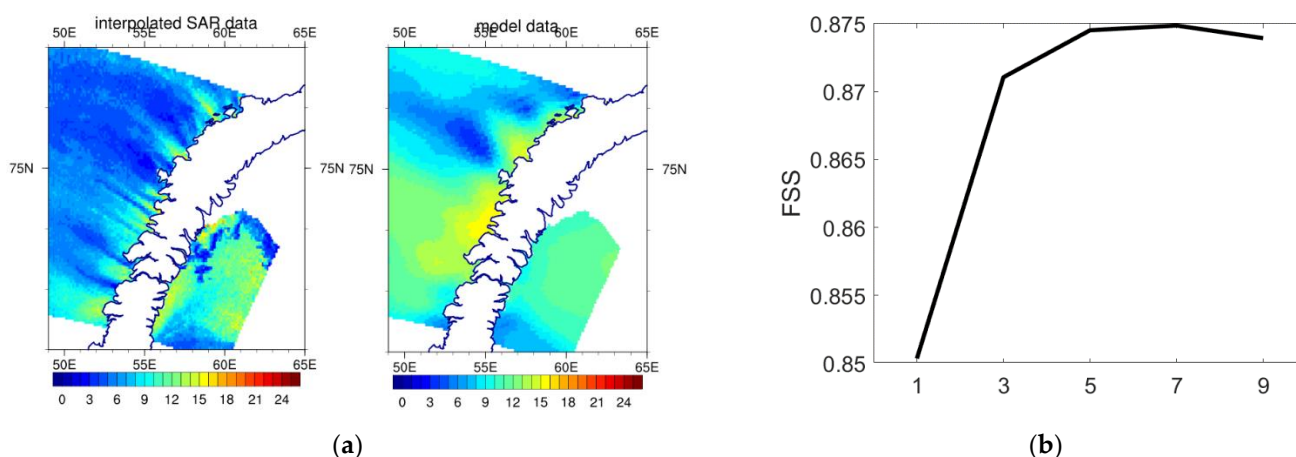 interpolated SAR data
50E 55E 60E 65E
75N
50E 55E 60E 65E
0 3 6 9 12 15 18 21 24
model data
50E 55E 60E 65E
75N 75N
50E 55E 60E 65E
0 3 6 9 12 15 18 21 24
(a)
0.875
0.87
0.865
0.86
0.855
0.85
FSS
1 3 5 7 9
(b)